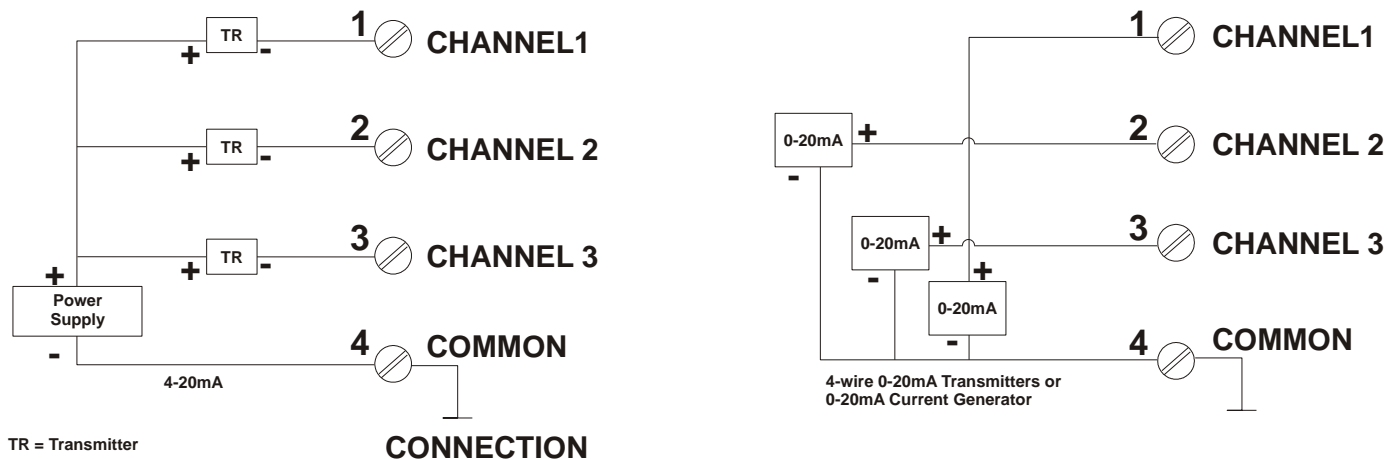 1 CHANNEL1
TR
+ -
2 CHANNEL 2
TR
+ -
3 CHANNEL 3
TR
+ -
+
Power
Supply
-
4 COMMON
4-20mA
TR = Transmitter
CONNECTION
1 CHANNEL1
2 CHANNEL 2
0-20mA +
-
3 CHANNEL 3
0-20mA +
-
+
0-20mA
-
4 COMMON
4-wire 0-20mA Transmitters or
0-20mA Current Generator